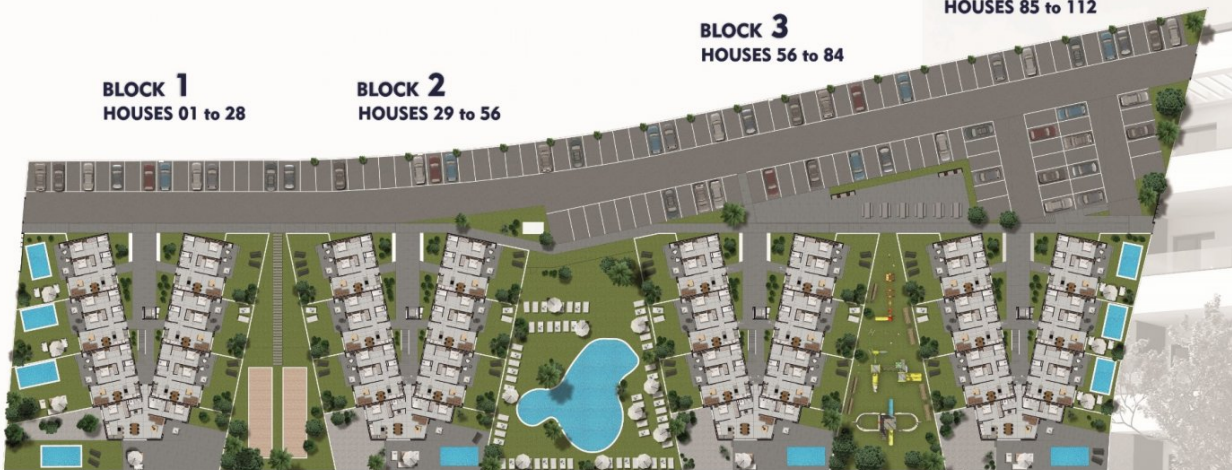 BLOCK 1
HOUSES 01 to 28
BLOCK 2
HOUSES 29 to 56
BLOCK 3
HOUSES 56 to 84
HOUSES 85 to 112